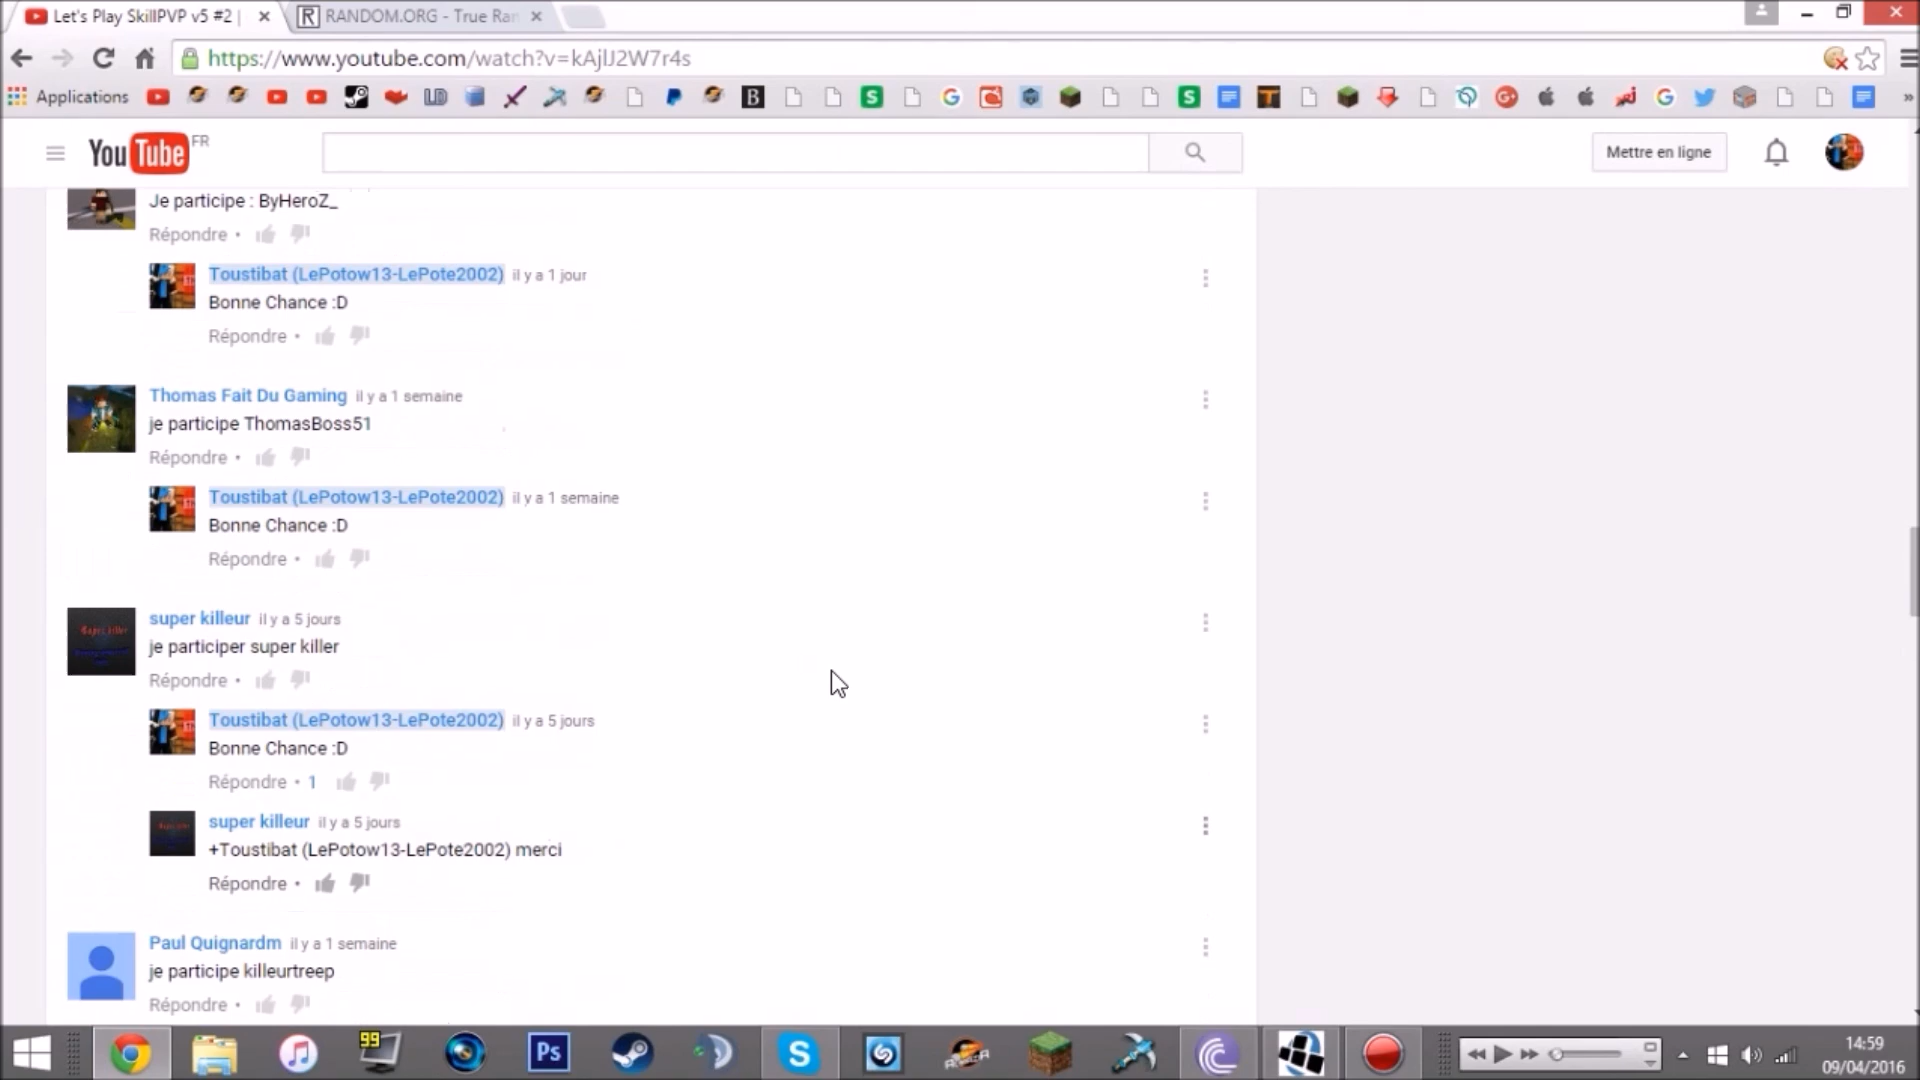 Let's Play SkillPVP v5 #2 |
RANDOM.ORG - True Ran
https://www.youtube.com/watch?v=kAjlJ2W7r4s
Applications
YouTube FR
Mettre en ligne
Je participe : ByHeroZ_
Répondre •
Toustibat (LePotow13-LePote2002) il y a 1 jour
Bonne Chance :D
Répondre •
Thomas Fait Du Gaming il y a 1 semaine
je participe ThomasBoss51
Répondre •
Toustibat (LePotow13-LePote2002) il y a 1 semaine
Bonne Chance :D
Répondre •
super killeur il y a 5 jours
je participer super killer
Répondre •
Toustibat (LePotow13-LePote2002) il y a 5 jours
Bonne Chance :D
Répondre • 1
super killeur il y a 5 jours
+Toustibat (LePotow13-LePote2002) merci
Répondre •
Paul Quignardm il y a 1 semaine
je participe killeurtreep
Répondre •
99
Ps
14:59
09/04/2016